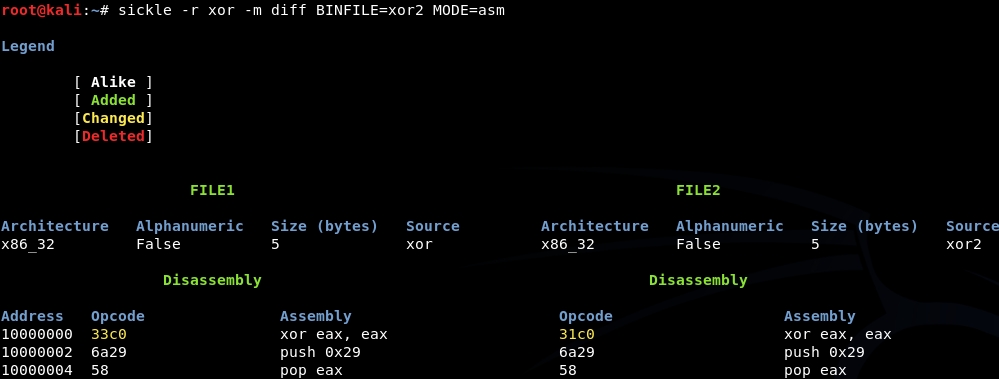 root@kali:~# sickle -r xor -m diff BINFILE=xor2 MODE=asm
Legend
[ Alike ]
[ Added ]
[Changed]
[Deleted]
FILE1 FILE2
Architecture Alphanumeric Size (bytes) Source Architecture Alphanumeric Size (bytes) Source
x86_32 False 5 xor x86_32 False 5 xor2
Disassembly Disassembly
Address Opcode Assembly Opcode Assembly
10000000 33c0 xor eax, eax 31c0 xor eax, eax
10000002 6a29 push 0x29 6a29 push 0x29
10000004 58 pop eax 58 pop eax